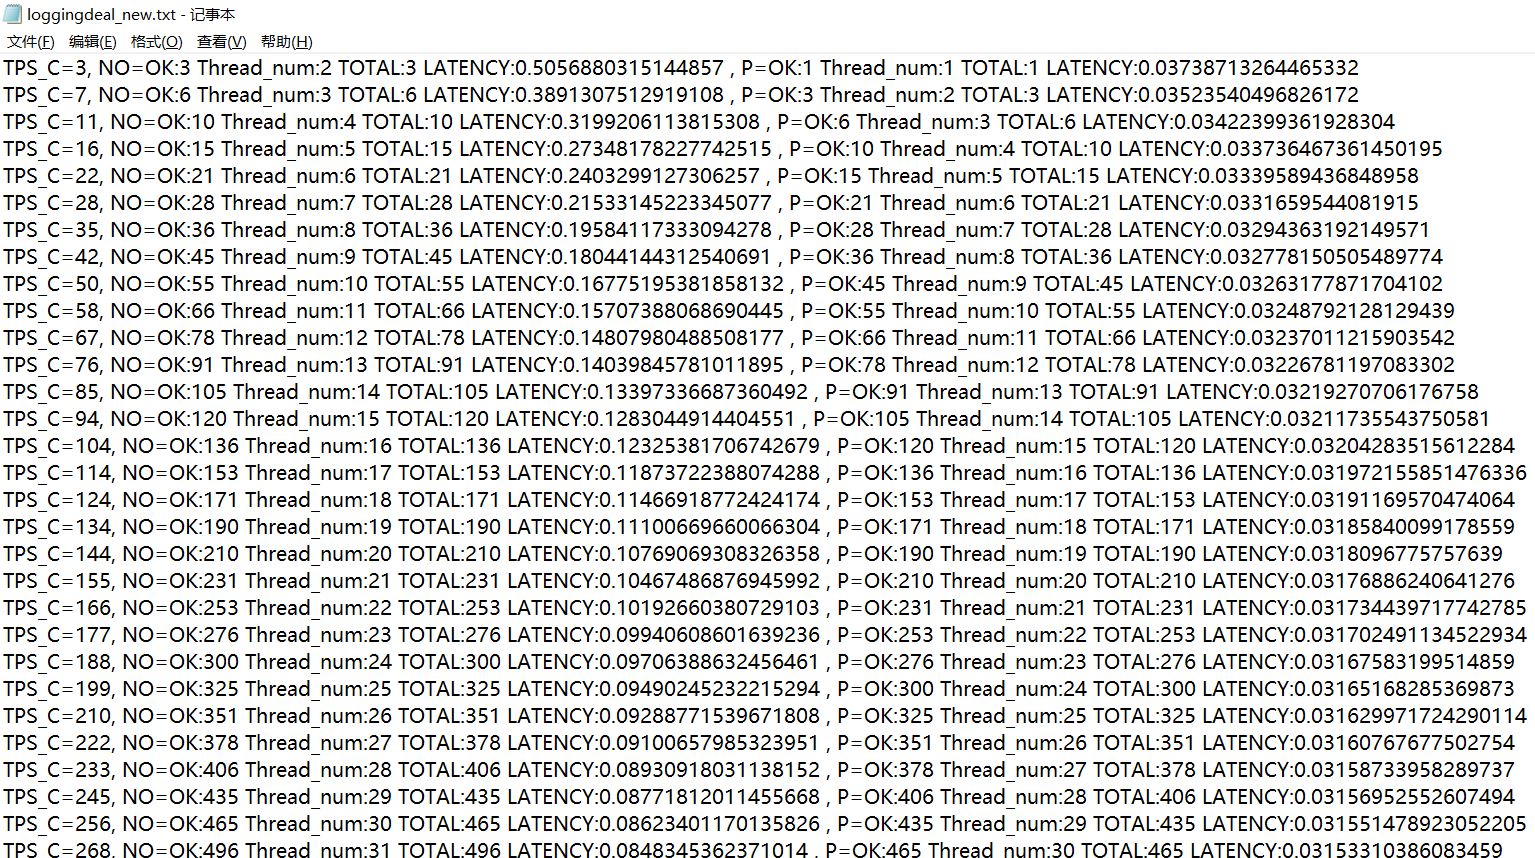 loggingdeal_new.txt - 记事本
文件(F) 编辑(E) 格式(O) 查看(V) 帮助(H)
TPS_C=3, NO=OK:3 Thread_num:2 TOTAL:3 LATENCY:0.5056880315144857 , P=OK:1 Thread_num:1 TOTAL:1 LATENCY:0.03738713264465332
TPS_C=7, NO=OK:6 Thread_num:3 TOTAL:6 LATENCY:0.3891307512919108 , P=OK:3 Thread_num:2 TOTAL:3 LATENCY:0.03523540496826172
TPS_C=11, NO=OK:10 Thread_num:4 TOTAL:10 LATENCY:0.3199206113815308 , P=OK:6 Thread_num:3 TOTAL:6 LATENCY:0.03422399361928304
TPS_C=16, NO=OK:15 Thread_num:5 TOTAL:15 LATENCY:0.27348178227742515 , P=OK:10 Thread_num:4 TOTAL:10 LATENCY:0.033736467361450195
TPS_C=22, NO=OK:21 Thread_num:6 TOTAL:21 LATENCY:0.2403299127306257 , P=OK:15 Thread_num:5 TOTAL:15 LATENCY:0.03339589436848958
TPS_C=28, NO=OK:28 Thread_num:7 TOTAL:28 LATENCY:0.21533145223345077 , P=OK:21 Thread_num:6 TOTAL:21 LATENCY:0.0331659544081915
TPS_C=35, NO=OK:36 Thread_num:8 TOTAL:36 LATENCY:0.19584117333094278 , P=OK:28 Thread_num:7 TOTAL:28 LATENCY:0.03294363192149571
TPS_C=42, NO=OK:45 Thread_num:9 TOTAL:45 LATENCY:0.18044144312540691 , P=OK:36 Thread_num:8 TOTAL:36 LATENCY:0.032778150505489774
TPS_C=50, NO=OK:55 Thread_num:10 TOTAL:55 LATENCY:0.16775195381858132 , P=OK:45 Thread_num:9 TOTAL:45 LATENCY:0.03263177871704102
TPS_C=58, NO=OK:66 Thread_num:11 TOTAL:66 LATENCY:0.15707388068690445 , P=OK:55 Thread_num:10 TOTAL:55 LATENCY:0.03248792128129439
TPS_C=67, NO=OK:78 Thread_num:12 TOTAL:78 LATENCY:0.14807980488508177 , P=OK:66 Thread_num:11 TOTAL:66 LATENCY:0.03237011215903542
TPS_C=76, NO=OK:91 Thread_num:13 TOTAL:91 LATENCY:0.14039845781011895 , P=OK:78 Thread_num:12 TOTAL:78 LATENCY:0.03226781197083302
TPS_C=85, NO=OK:105 Thread_num:14 TOTAL:105 LATENCY:0.13397336687360492 , P=OK:91 Thread_num:13 TOTAL:91 LATENCY:0.03219270706176758
TPS_C=94, NO=OK:120 Thread_num:15 TOTAL:120 LATENCY:0.1283044914404551 , P=OK:105 Thread_num:14 TOTAL:105 LATENCY:0.03211735543750581
TPS_C=104, NO=OK:136 Thread_num:16 TOTAL:136 LATENCY:0.12325381706742679 , P=OK:120 Thread_num:15 TOTAL:120 LATENCY:0.03204283515612284
TPS_C=114, NO=OK:153 Thread_num:17 TOTAL:153 LATENCY:0.11873722388074288 , P=OK:136 Thread_num:16 TOTAL:136 LATENCY:0.031972155851476336
TPS_C=124, NO=OK:171 Thread_num:18 TOTAL:171 LATENCY:0.11466918772424174 , P=OK:153 Thread_num:17 TOTAL:153 LATENCY:0.03191169570474064
TPS_C=134, NO=OK:190 Thread_num:19 TOTAL:190 LATENCY:0.11100669660066304 , P=OK:171 Thread_num:18 TOTAL:171 LATENCY:0.03185840099178559
TPS_C=144, NO=OK:210 Thread_num:20 TOTAL:210 LATENCY:0.10769069308326358 , P=OK:190 Thread_num:19 TOTAL:190 LATENCY:0.0318096775757639
TPS_C=155, NO=OK:231 Thread_num:21 TOTAL:231 LATENCY:0.10467486876945992 , P=OK:210 Thread_num:20 TOTAL:210 LATENCY:0.03176886240641276
TPS_C=166, NO=OK:253 Thread_num:22 TOTAL:253 LATENCY:0.10192660380729103 , P=OK:231 Thread_num:21 TOTAL:231 LATENCY:0.031734439717742785
TPS_C=177, NO=OK:276 Thread_num:23 TOTAL:276 LATENCY:0.09940608601639236 , P=OK:253 Thread_num:22 TOTAL:253 LATENCY:0.031702491134522934
TPS_C=188, NO=OK:300 Thread_num:24 TOTAL:300 LATENCY:0.09706388632456461 , P=OK:276 Thread_num:23 TOTAL:276 LATENCY:0.03167583199514859
TPS_C=199, NO=OK:325 Thread_num:25 TOTAL:325 LATENCY:0.09490245232215294 , P=OK:300 Thread_num:24 TOTAL:300 LATENCY:0.03165168285369873
TPS_C=210, NO=OK:351 Thread_num:26 TOTAL:351 LATENCY:0.09288771539671808 , P=OK:325 Thread_num:25 TOTAL:325 LATENCY:0.031629971724290114
TPS_C=222, NO=OK:378 Thread_num:27 TOTAL:378 LATENCY:0.09100657985323951 , P=OK:351 Thread_num:26 TOTAL:351 LATENCY:0.03160767677502754
TPS_C=233, NO=OK:406 Thread_num:28 TOTAL:406 LATENCY:0.08930918031138152 , P=OK:378 Thread_num:27 TOTAL:378 LATENCY:0.03158733958289737
TPS_C=245, NO=OK:435 Thread_num:29 TOTAL:435 LATENCY:0.08771812011455668 , P=OK:406 Thread_num:28 TOTAL:406 LATENCY:0.03156952552607494
TPS_C=256, NO=OK:465 Thread_num:30 TOTAL:465 LATENCY:0.08623401170135826 , P=OK:435 Thread_num:29 TOTAL:435 LATENCY:0.031551478923052205
TPS_C=268, NO=OK:496 Thread_num:31 TOTAL:496 LATENCY:0.0848345362371014 , P=OK:465 Thread_num:30 TOTAL:465 LATENCY:0.03153310386083459